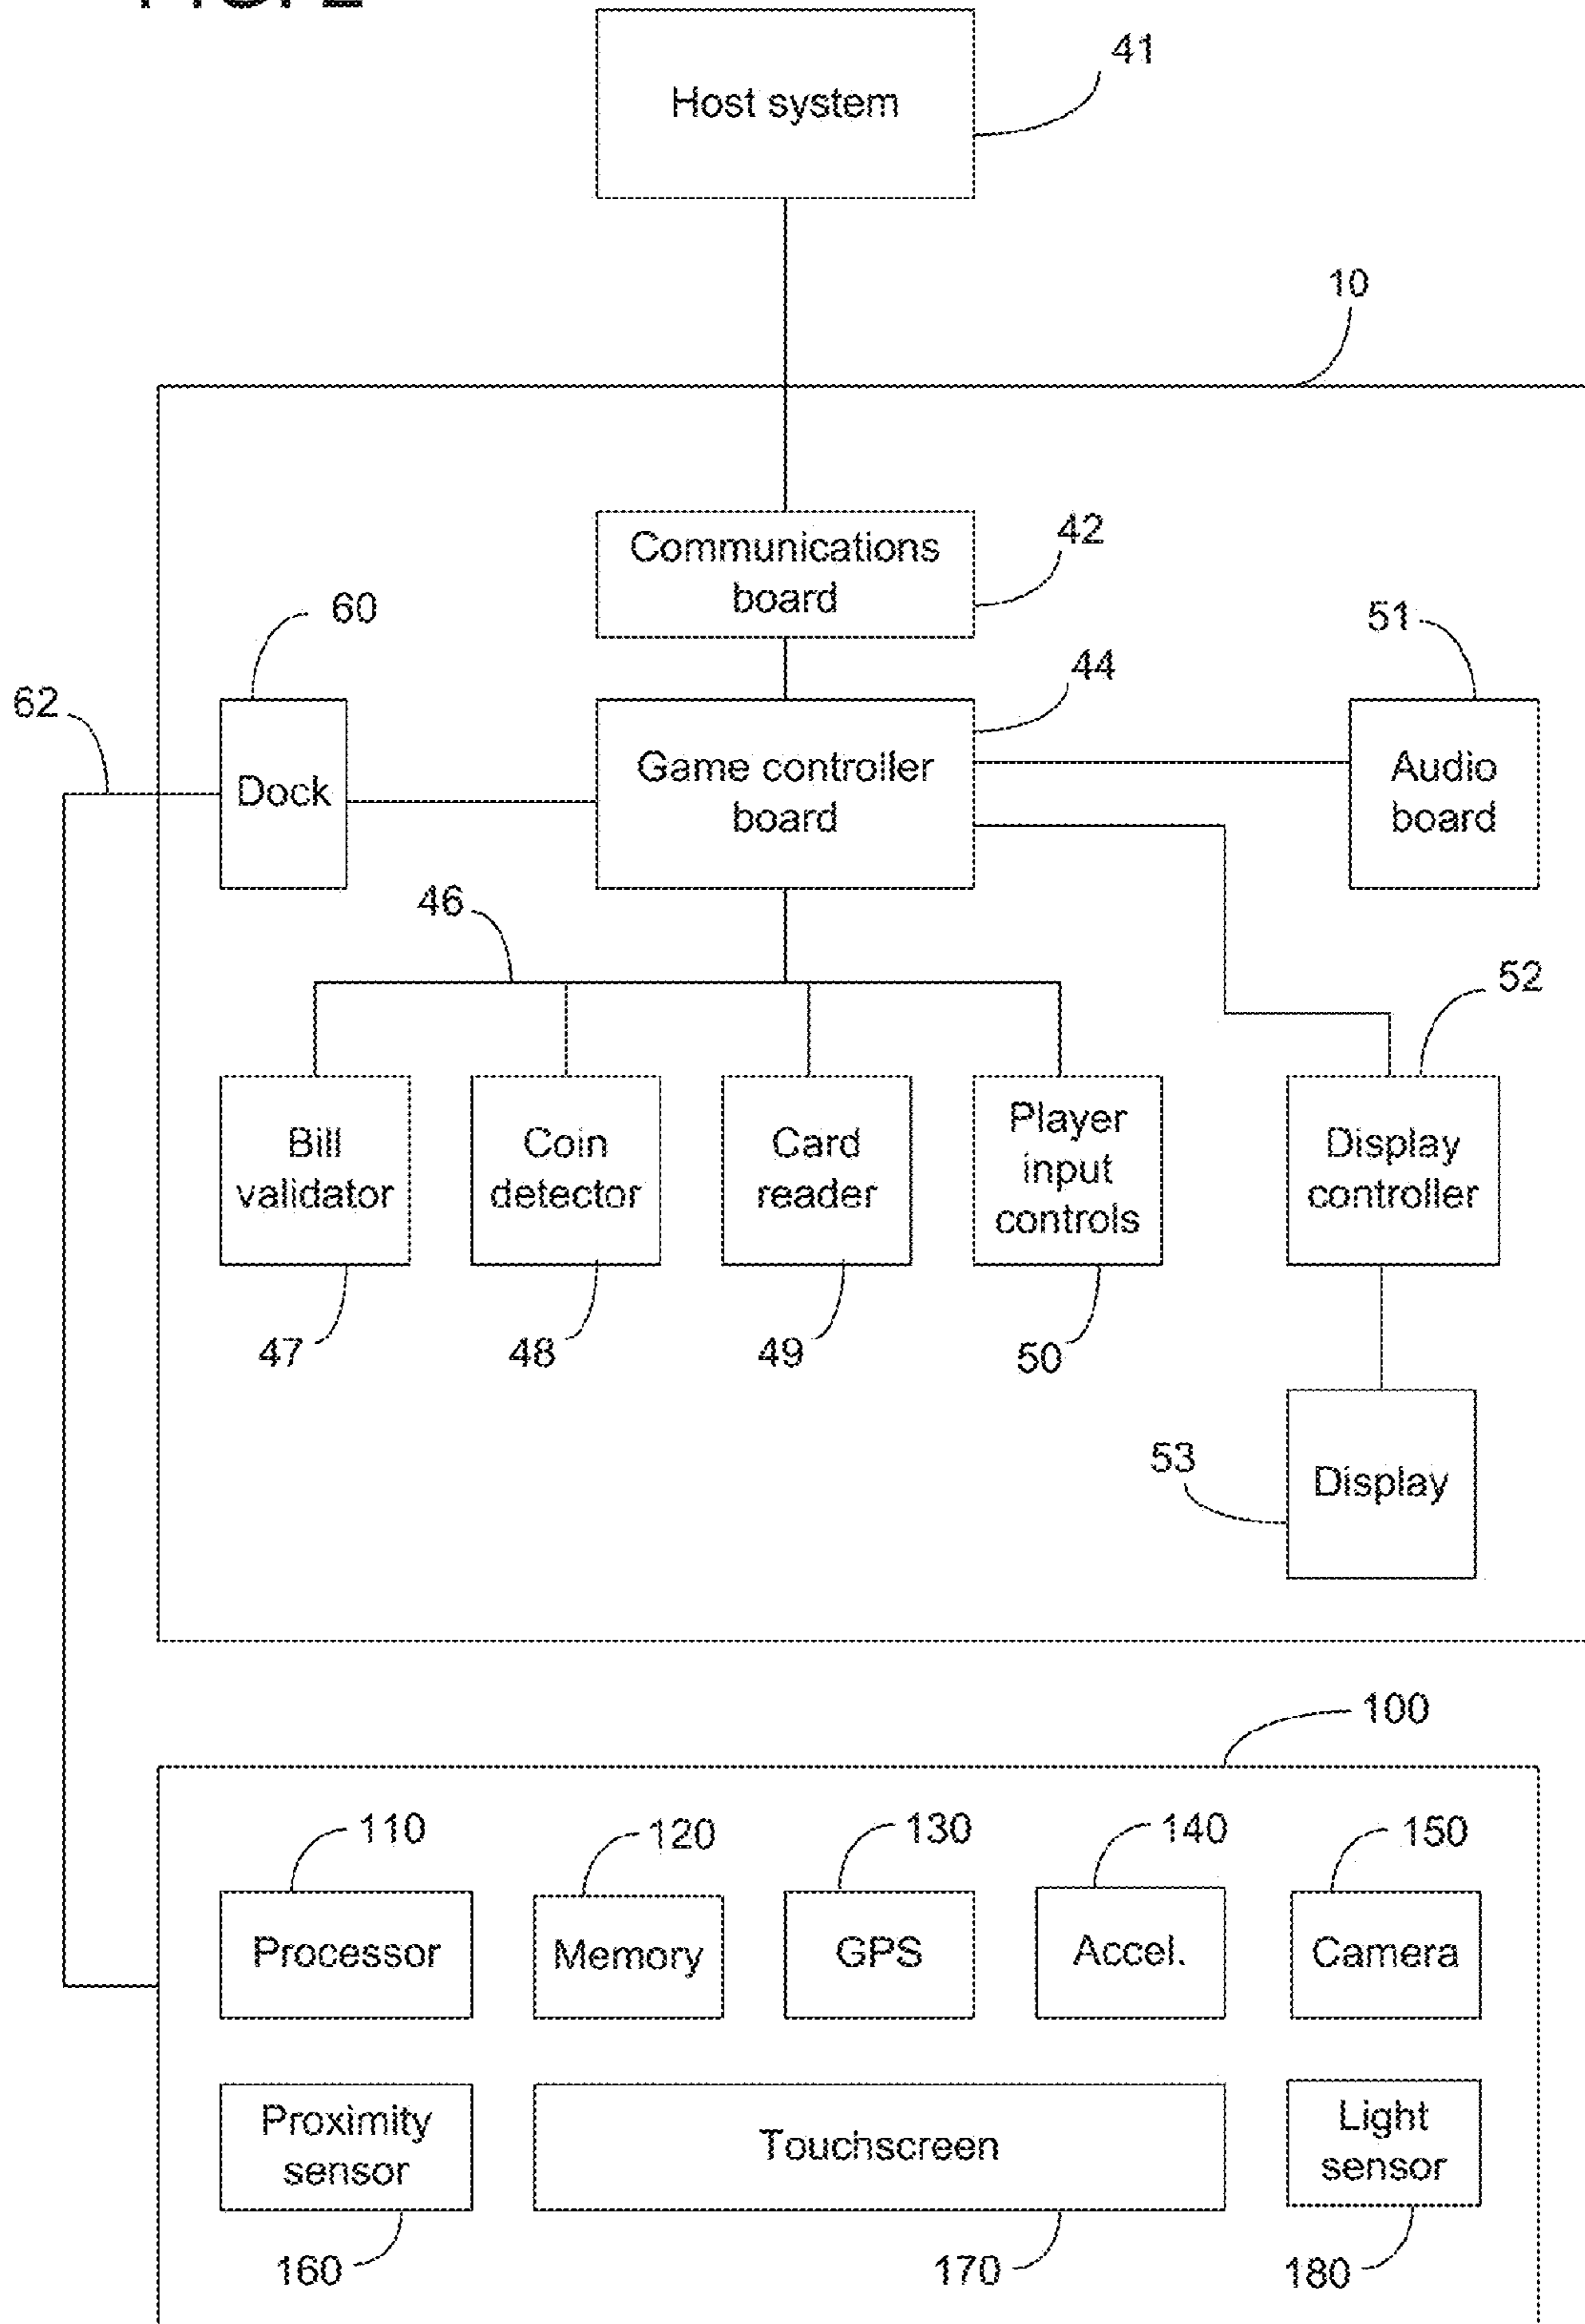 Host system
41
10
Communications
board
42
60
51
44
62
Dock
Game controller
board
Audio
board
46
52
Bill
validator
Coin
detector
Card
reader
Player
input
controls
Display
controller
47
48
49
50
53
Display
100
110
120
130
140
150
Processor
Memory
GPS
Accel.
Camera
Proximity
sensor
Touchscreen
Light
sensor
160
170
180